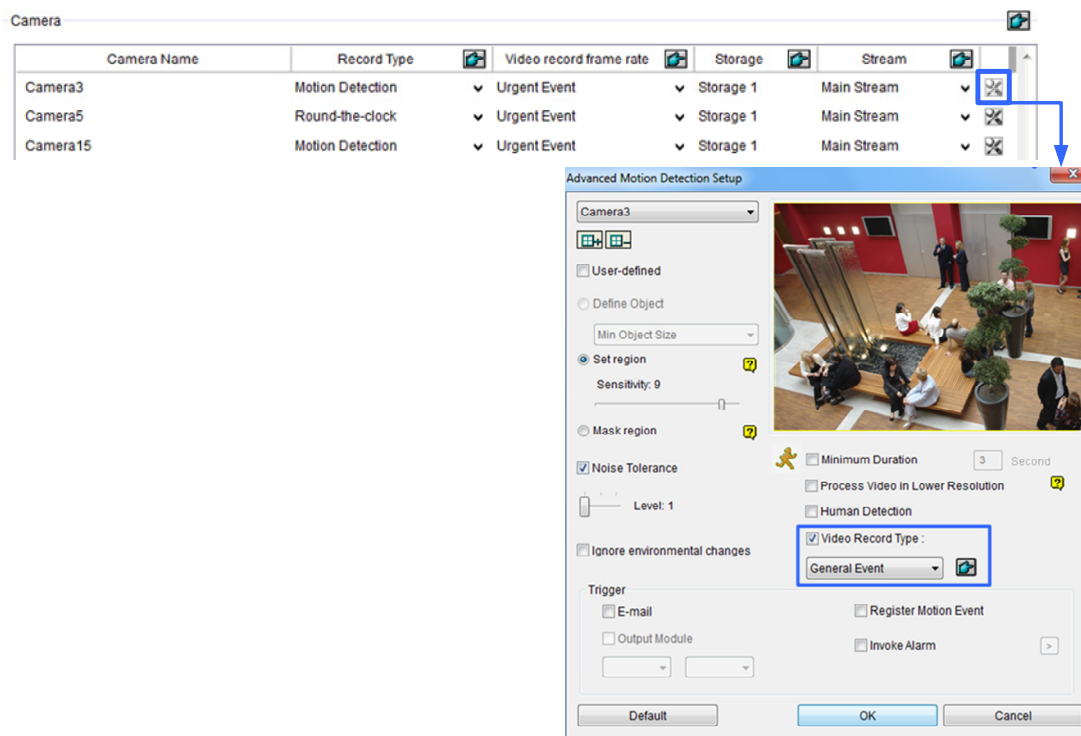 Camera
Camera Name Record Type Video record frame rate Storage Stream
Camera3 Motion Detection Urgent Event Storage 1 Main Stream
Camera5 Round-the-clock Urgent Event Storage 1 Main Stream
Camera15 Motion Detection Urgent Event Storage 1 Main Stream
Advanced Motion Detection Setup
Camera3
User-defined
Define Object
Min Object Size
Set region
Sensitivity: 9
Mask region
Noise Tolerance
Level: 1
Ignore environmental changes
Minimum Duration 3 Second
Process Video in Lower Resolution
Human Detection
Video Record Type :
General Event
Trigger
E-mail
Output Module
Register Motion Event
Invoke Alarm >
Default OK Cancel